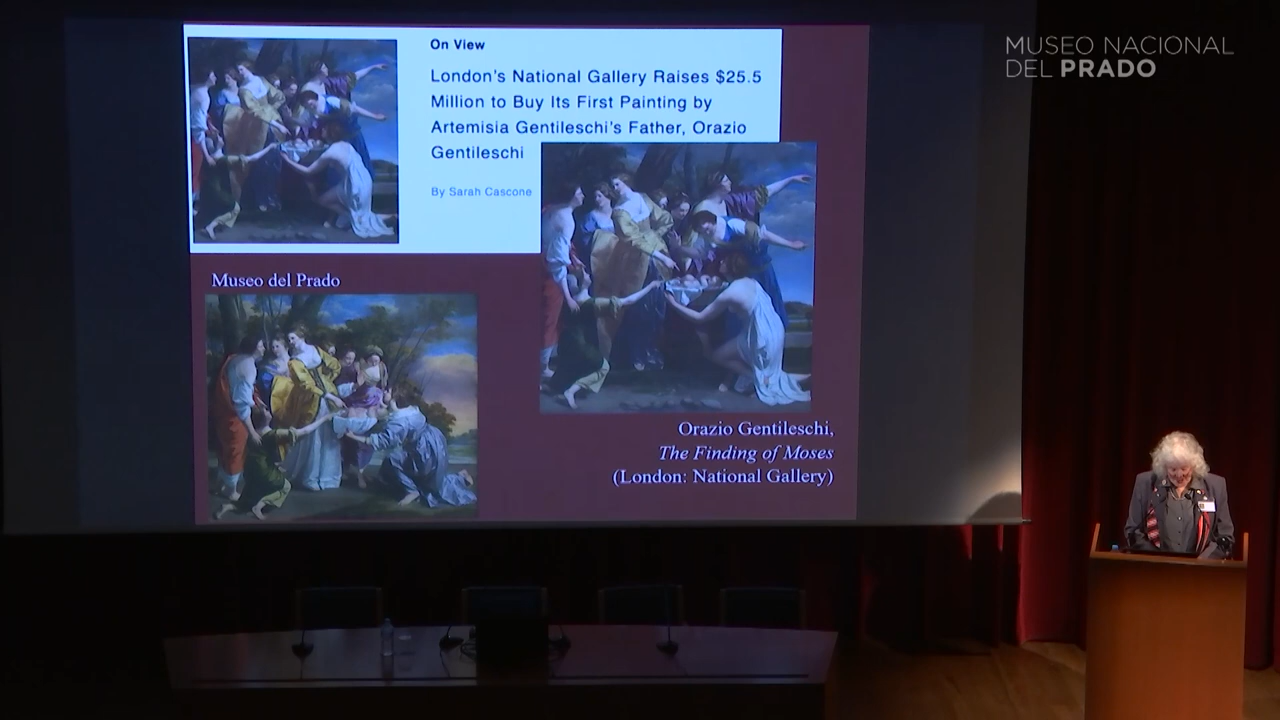 MUSEO NACIONAL
DEL PRADO
On View
London's National Gallery Raises $25.5
Million to Buy Its First Painting by
Artemisia Gentileschi's Father, Orazio
Gentileschi
By Sarah Cascone
Museo del Prado
Orazio Gentileschi,
The Finding of Moses
(London: National Gallery)